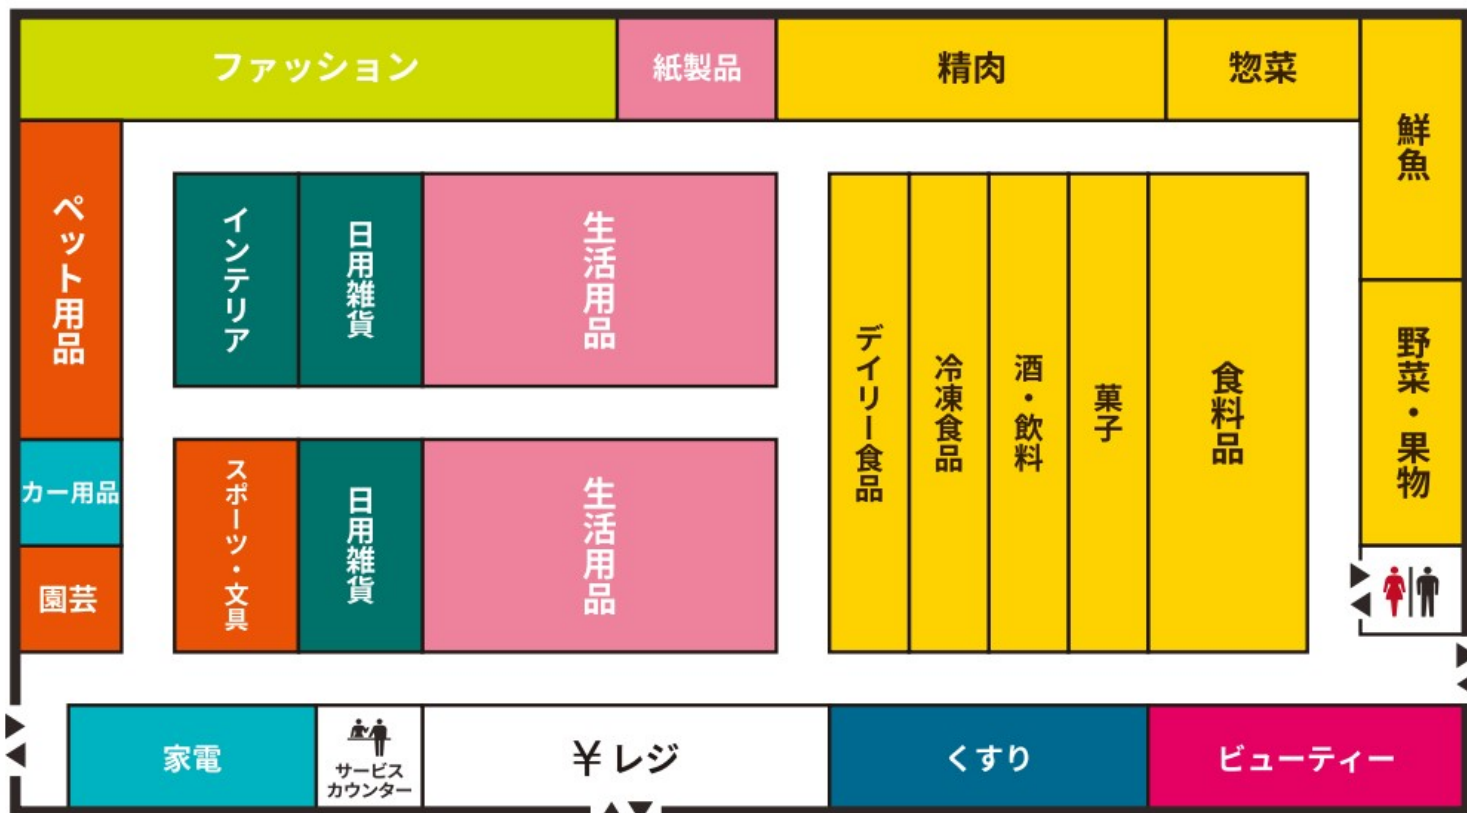 ファッション
紙製品
精肉
惣菜
鮮魚
ペット用品
インテリア
日用雑貨
生活用品
デイリー食品
冷凍食品
酒・飲料
菓子
食料品
野菜・果物
カー用品
スポーツ・文具
日用雑貨
生活用品
園芸
家電
サービス
カウンター
¥レジ
くすり
ビューティー